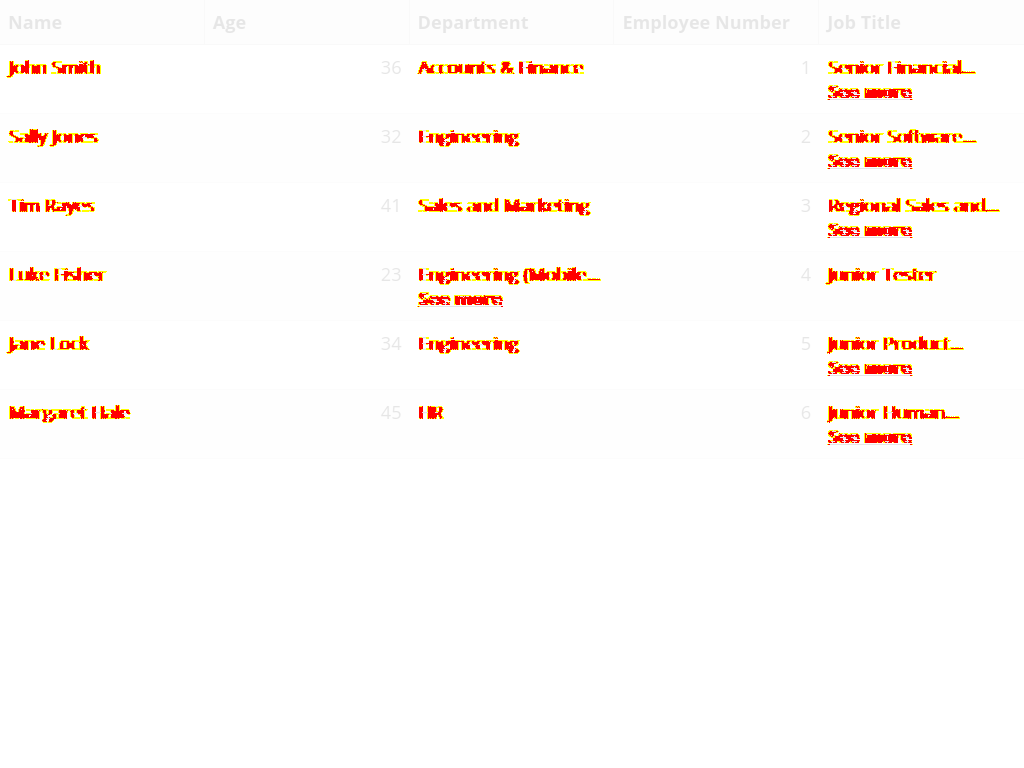 Name Age Department Employee Number Job Title
John Smith 36 Accounts & Finance 1 Senior Financial...
See more
Sally Jones 32 Engineering 2 Senior Software...
See more
Tim Rayes 41 Sales and Marketing 3 Regional Sales and...
See more
Luke Fisher 23 Engineering (Mobile... 4 Junior Tester
See more
Jane Lock 34 Engineering 5 Junior Product...
See more
Margaret Hale 45 HR 6 Junior Human...
See more